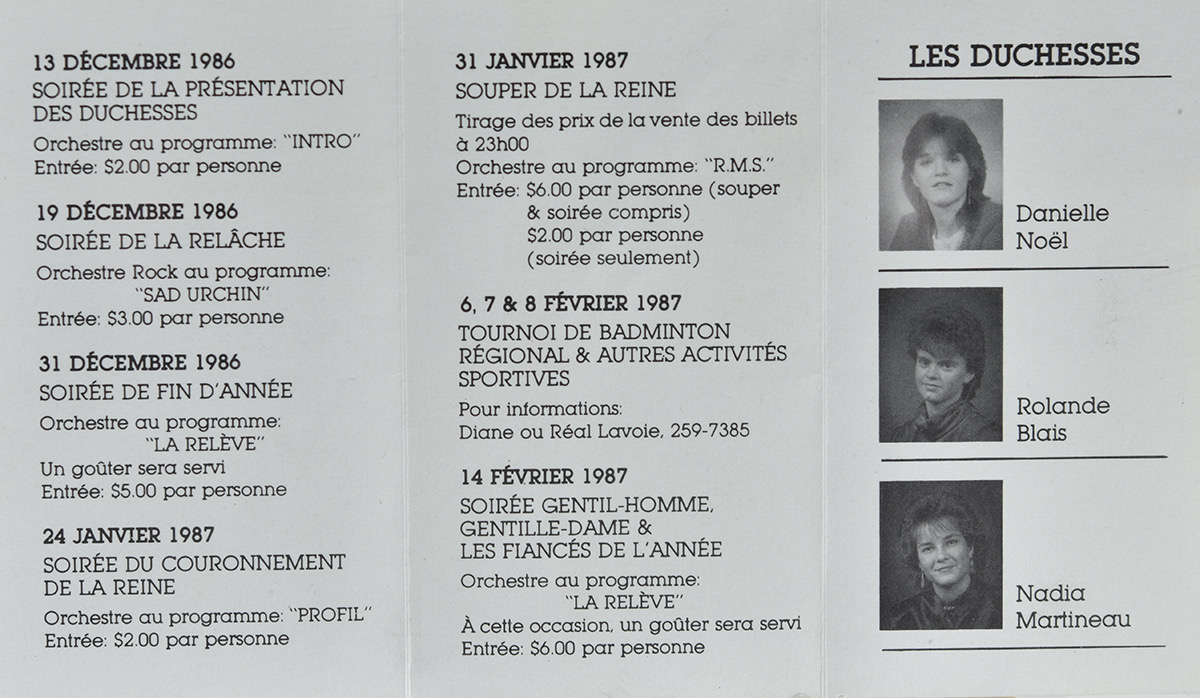 13 DÉCEMBRE 1986
SOIRÉE DE LA PRÉSENTATION
DES DUCHESSES
Orchestre au programme: "INTRO"
Entrée: $2.00 par personne
19 DÉCEMBRE 1986
SOIRÉE DE LA RELÂCHE
Orchestre Rock au programme:
"SAD URCHIN"
Entrée: $3.00 par personne
31 DÉCEMBRE 1986
SOIRÉE DE FIN D'ANNÉE
Orchestre au programme:
"LA RELÈVE"
Un goûter sera servi
Entrée: $5.00 par personne
24 JANVIER 1987
SOIRÉE DU COURONNEMENT
DE LA REINE
Orchestre au programme: "PROFIL"
Entrée: $2.00 par personne
31 JANVIER 1987
SOUPER DE LA REINE
Tirage des prix de la vente des billets
à 23h00
Orchestre au programme: "R.M.S."
Entrée: $6.00 par personne (souper
& soirée compris)
$2.00 par personne
(soirée seulement)
6, 7 & 8 FÉVRIER 1987
TOURNOI DE BADMINTON
RÉGIONAL & AUTRES ACTIVITÉS
SPORTIVES
Pour informations:
Diane ou Réal Lavoie, 259-7385
14 FÉVRIER 1987
SOIRÉE GENTIL-HOMME,
GENTILLE-DAME &
LES FIANCÉS DE L'ANNÉE
Orchestre au programme:
"LA RELÈVE"
À cette occasion, un goûter sera servi
Entrée: $6.00 par personne
LES DUCHESSES
Danielle
Noël
Rolande
Blais
Nadia
Martineau